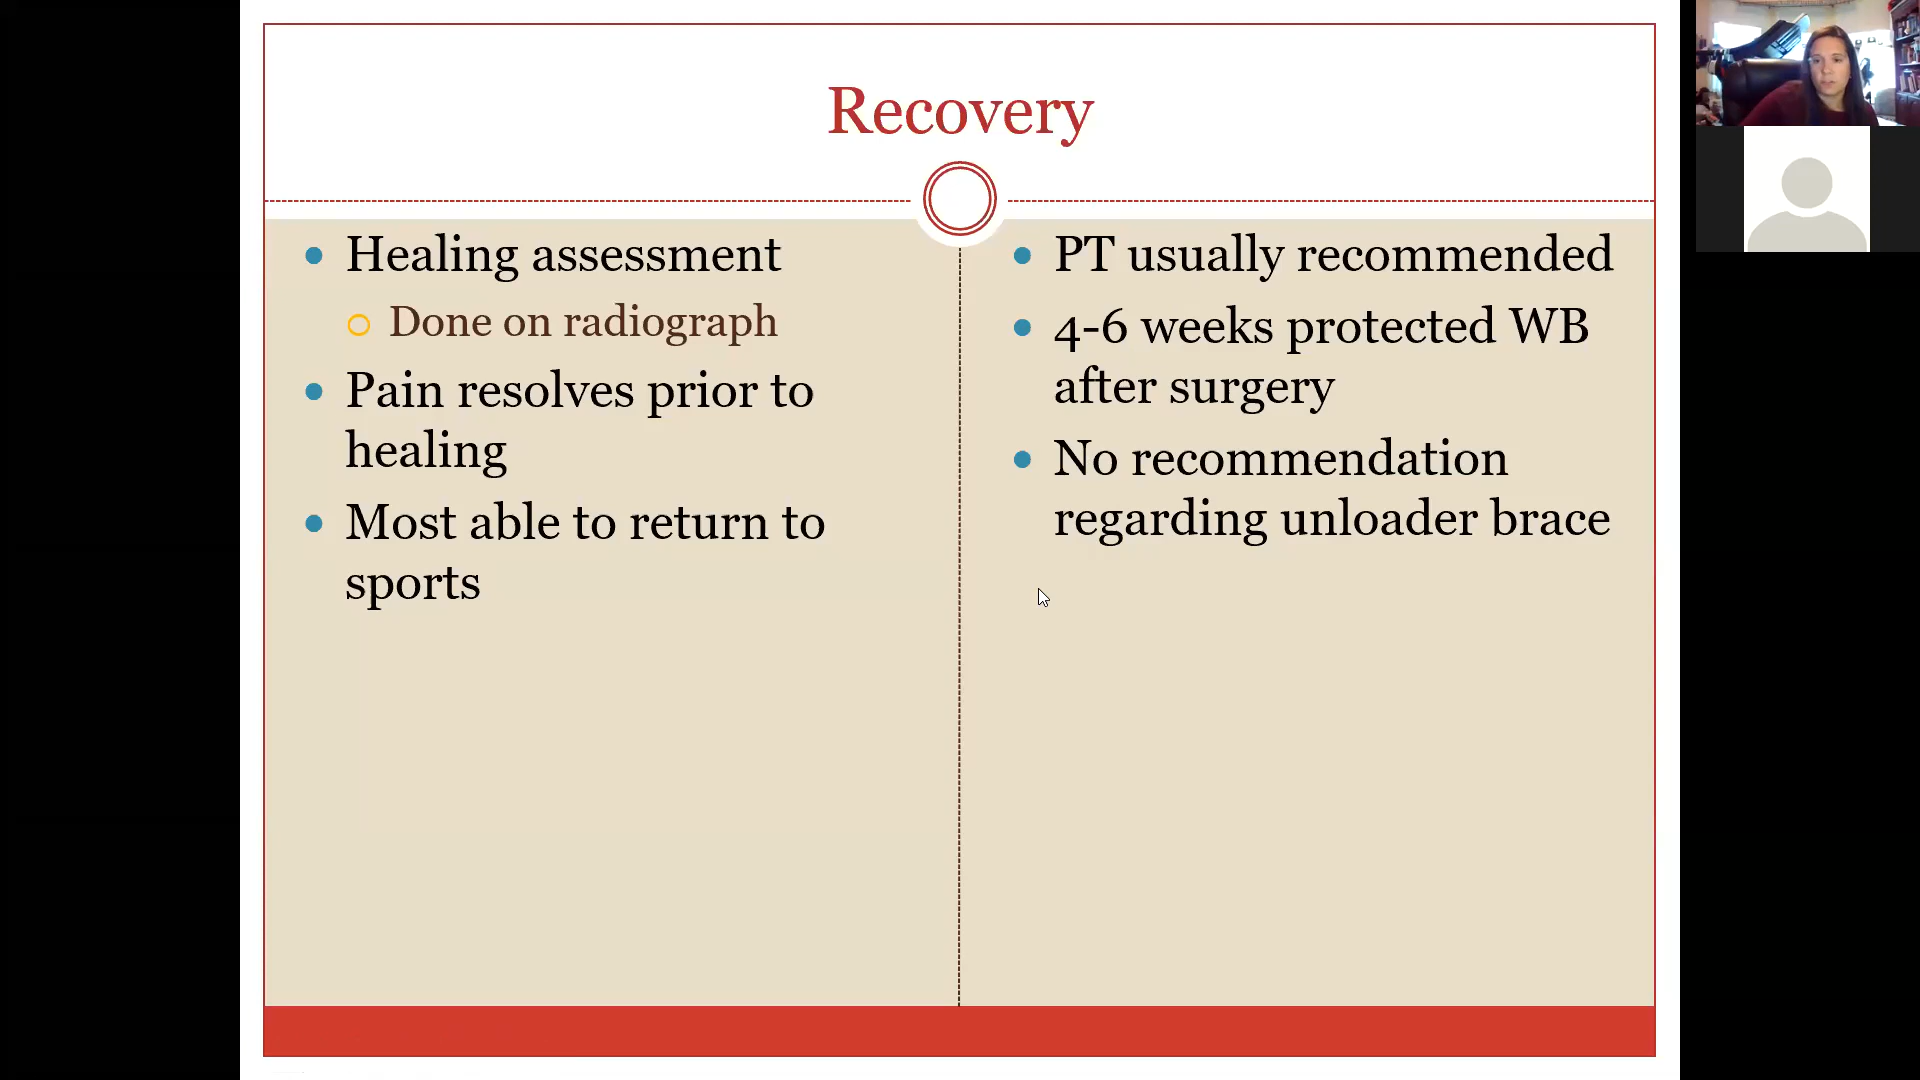 Recovery
Healing assessment
Done on radiograph
Pain resolves prior to
healing
Most able to return to
sports
PT usually recommended
4-6 weeks protected WB
after surgery
No recommendation
regarding unloader brace